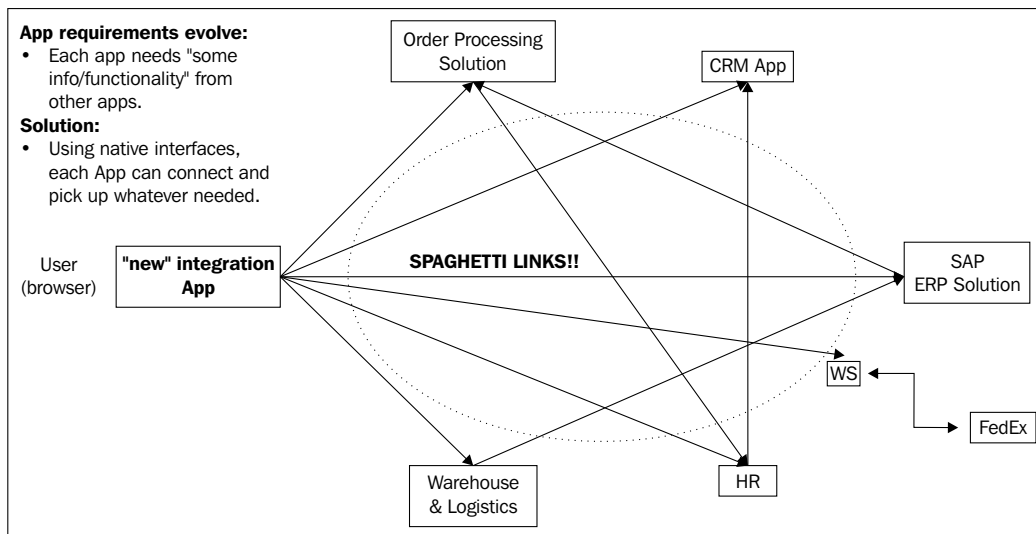 App requirements evolve:
• Each app needs "some
info/functionality" from
other apps.
Solution:
• Using native interfaces,
each App can connect and
pick up whatever needed.
Order Processing
Solution
CRM App
User
(browser)
"new" integration
App
SPAGHETTI LINKS!!
SAP
ERP Solution
WS
FedEx
Warehouse
& Logistics
HR